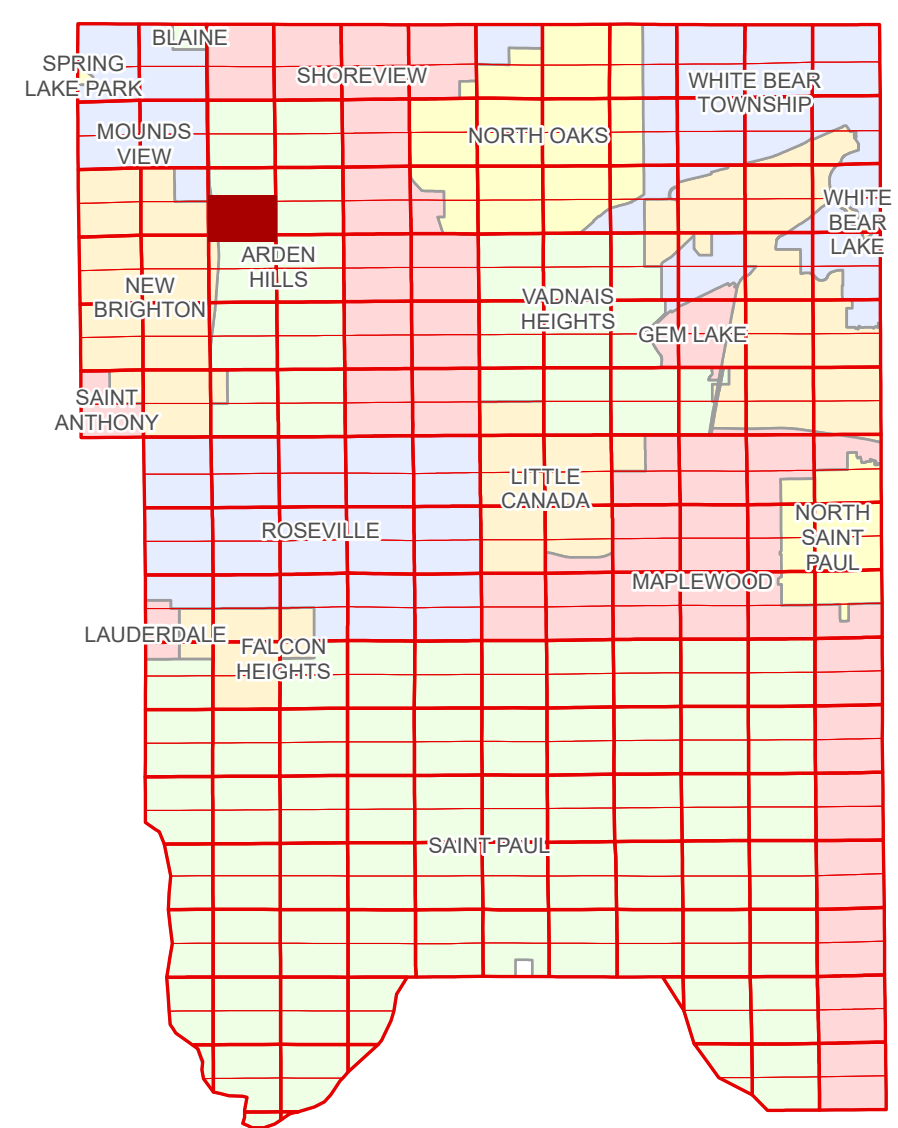 BLAINE
SPRING
LAKE PARK
SHOREVIEW
WHITE BEAR
TOWNSHIP
MOUNDS
VIEW
NORTH OAKS
WHITE
BEAR
LAKE
ARDEN
HILLS
NEW
BRIGHTON
VADNAIS
HEIGHTS
GEM LAKE
SAINT
ANTHONY
LITTLE
CANADA
NORTH
SAINT
PAUL
ROSEVILLE
MAPLEWOOD
LAUDERDALE
FALCON
HEIGHTS
SAINT PAUL